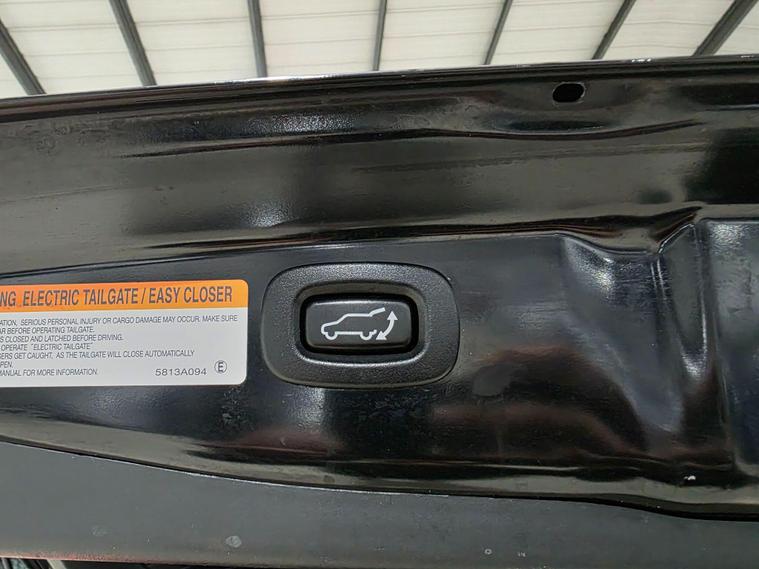 NG ELECTRIC TAILGATE / EASY CLOSER
ATION, SERIOUS PERSONAL INJURY OR CARGO DAMAGE MAY OCCUR. MAKE SURE
AR BEFORE OPERATING TAILGATE.
IS CLOSED AND LATCHED BEFORE DRIVING.
OPERATE "ELECTRIC TAILGATE"
ERS GET CAUGHT, AS THE TAILGATE WILL CLOSE AUTOMATICALLY
PEN.
MANUAL FOR MORE INFORMATION. 5813A094 E